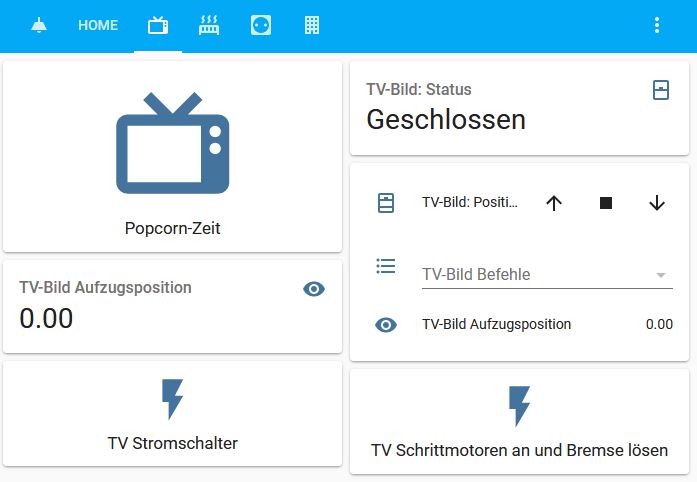 HOME
Popcorn-Zeit
TV-Bild Aufzugsposition
0.00
TV Stromschalter
TV-Bild: Status
Geschlossen
TV-Bild: Positi...
TV-Bild Befehle
TV-Bild Aufzugsposition 0.00
TV Schrittmotoren an und Bremse lösen